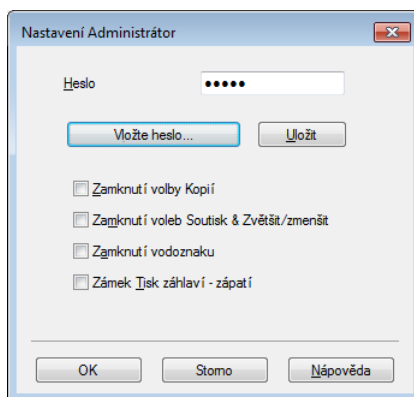 Nastavení Administrátor
Heslo •••••
Vložte heslo... Uložit
Zamknutí volby Kopií
Zamknutí voleb Soutisk & Zvětšit/zmenšit
Zamknutí vodoznaku
Zámek Tisk záhlaví - zápatí
OK Storno Nápověda